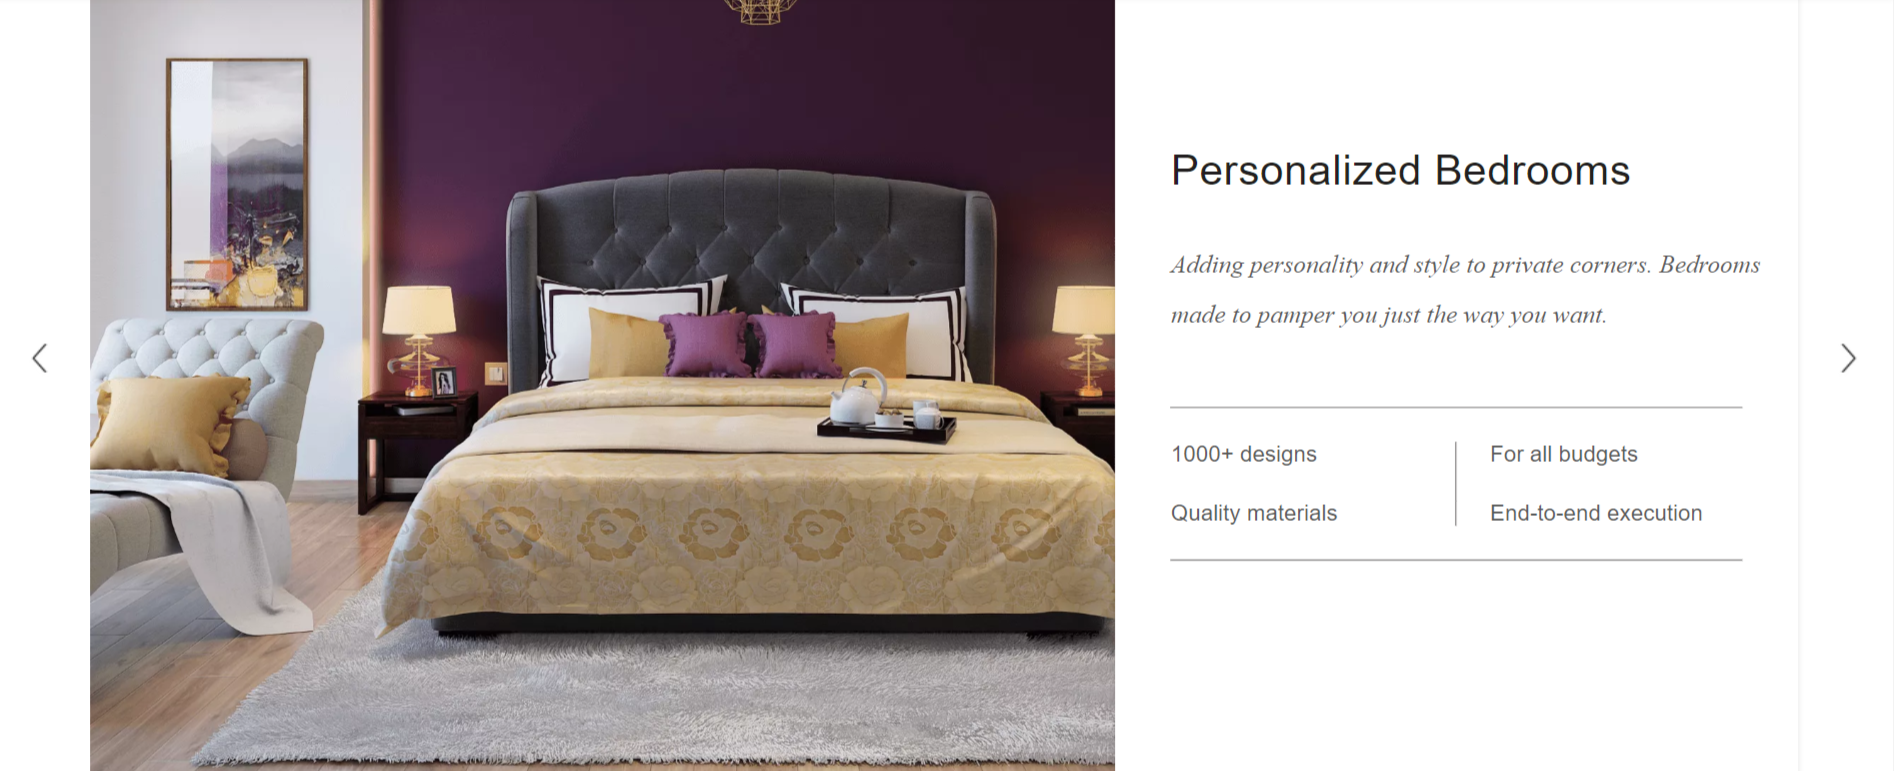 Personalized Bedrooms
Adding personality and style to private corners. Bedrooms
made to pamper you just the way you want.
1000+ designs
For all budgets
Quality materials
End-to-end execution